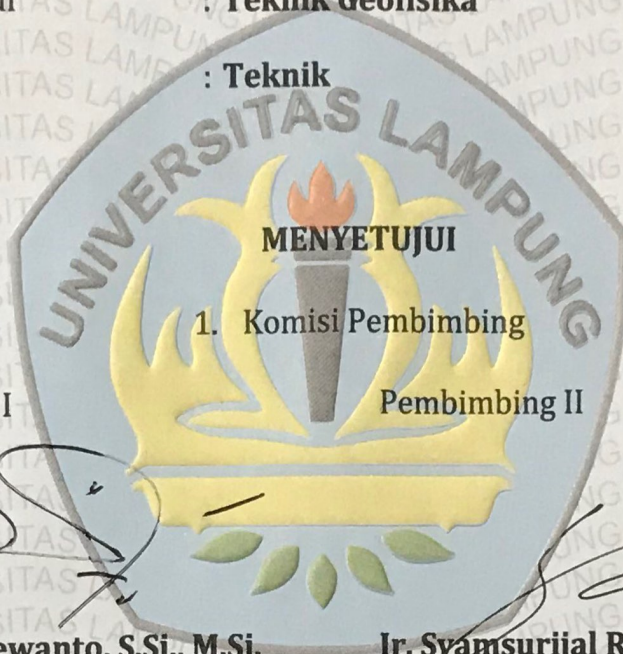 : Teknik Geofisika
: Teknik
UNIVERSITAS LAMPUNG
MENYETUJUI
1. Komisi Pembimbing
I Pembimbing II
ewanto, S.Si., M.Si. Ir. Syamsurijal R